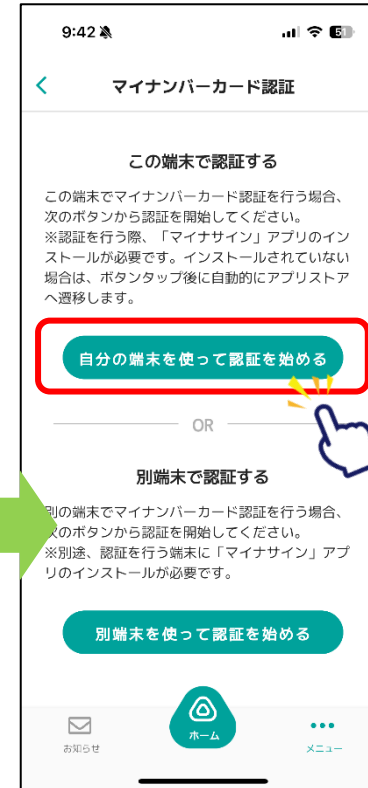 9:42
51
マイナンバーカード認証
この端末で認証する
この端末でマイナンバーカード認証を行う場合、
次のボタンから認証を開始してください。
※認証を行う際、「マイナサイン」アプリのイン
ストールが必要です。インストールされていない
場合は、ボタンタップ後に自動的にアプリストア
へ遷移します。
自分の端末を使って認証を始める
OR
別端末で認証する
別の端末でマイナンバーカード認証を行う場合、
次のボタンから認証を開始してください。
※別途、認証を行う端末に「マイナサイン」アプ
リのインストールが必要です。
別端末を使って認証を始める
お知らせ
ホーム
メニュー